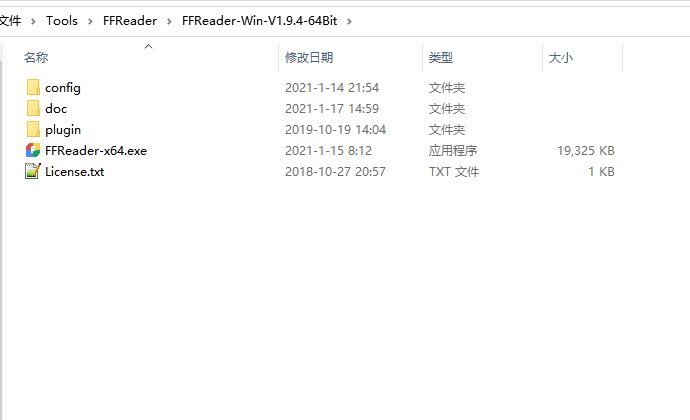 文件 › Tools › FFReader › FFReader-Win-V1.9.4-64Bit ›
名称 修改日期 类型 大小
config 2021-1-14 21:54 文件夹
doc 2021-1-17 14:59 文件夹
plugin 2019-10-19 14:04 文件夹
FFReader-x64.exe 2021-1-15 8:12 应用程序 19,325 KB
License.txt 2018-10-27 20:57 TXT 文件 1 KB